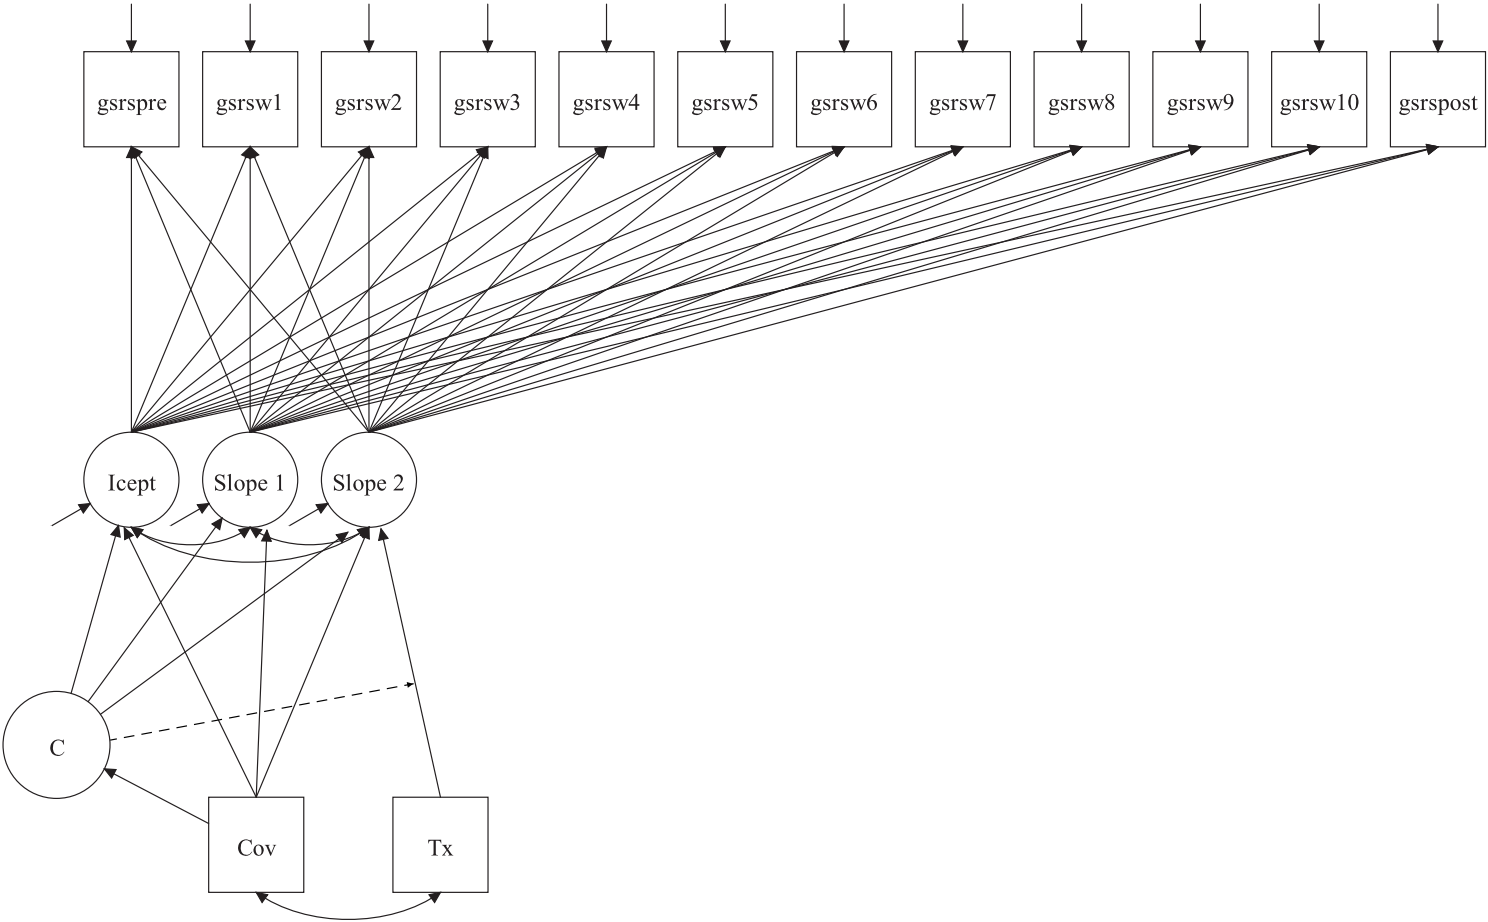 gsrspre gsrsw1 gsrsw2 gsrsw3 gsrsw4 gsrsw5 gsrsw6 gsrsw7 gsrsw8 gsrsw9 gsrsw10 gsrspost
Icept Slope 1 Slope 2
C
Cov Tx